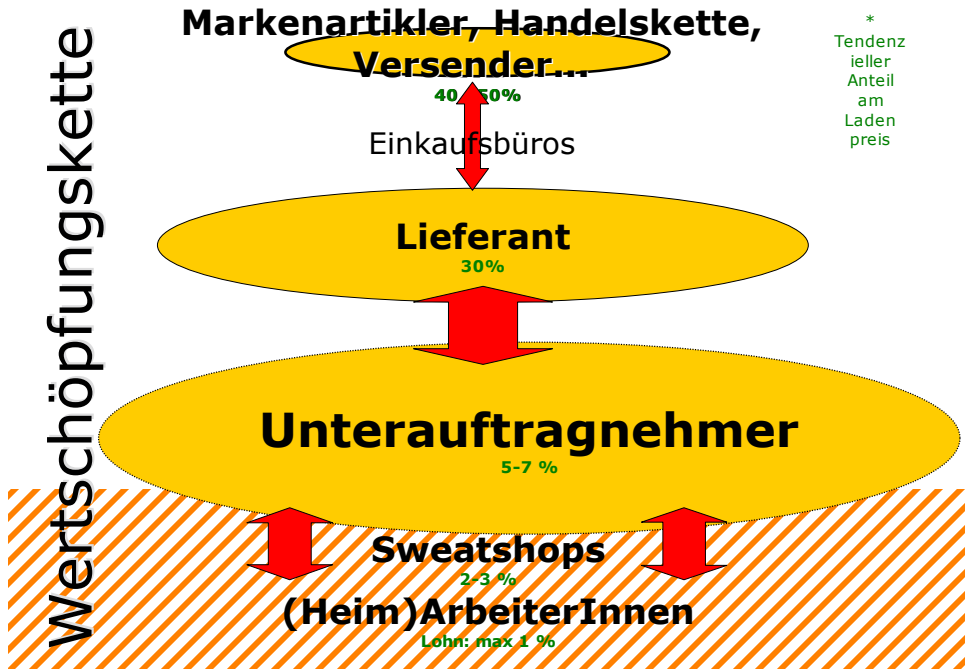 Wertschöpfungskette
Markenartikler, Handelskette,
Versender...
40 50%
Einkaufsbüros
*
Tendenz
ieller
Anteil
am
Laden
preis
Lieferant
30%
Unterauftragnehmer
5-7 %
Sweatshops
2-3 %
(Heim)ArbeiterInnen
Lohn: max 1 %